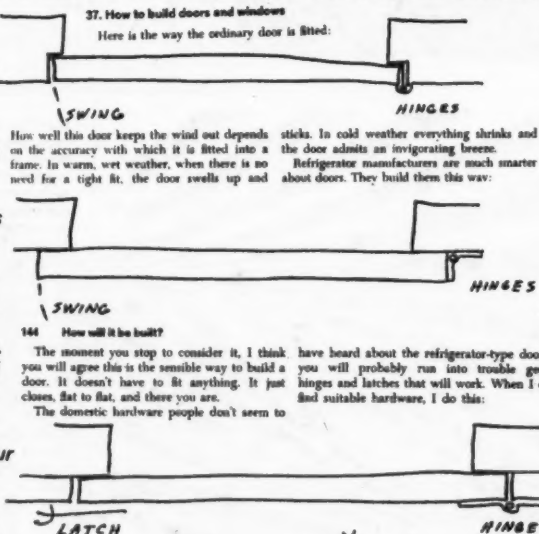 37. How to build doors and windows
Here is the way the ordinary door is fitted:
SWING
HINGES
How well this door keeps the wind out depends
on the accuracy with which it is fitted into a
frame. In warm, wet weather, when there is no
need for a tight fit, the door swells up and
sticks. In cold weather everything shrinks and
the door admits an invigorating breeze.
Refrigerator manufacturers are much smarter
about doors. They build them this way:
SWING
HINGES
144 How will it be built?
The moment you stop to consider it, I think
you will agree this is the sensible way to build a
door. It doesn't have to fit anything. It just
closes, flat to flat, and there you are.
The domestic hardware people don't seem to
have heard about the refrigerator-type doo
you will probably run into trouble ge
hinges and latches that will work. When I
find suitable hardware, I do this:
LATCH
HINGE